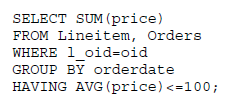 SELECT SUM(price)
FROM Lineitem, Orders
WHERE l_oid=oid
GROUP BY orderdate
HAVING AVG(price)<=100;